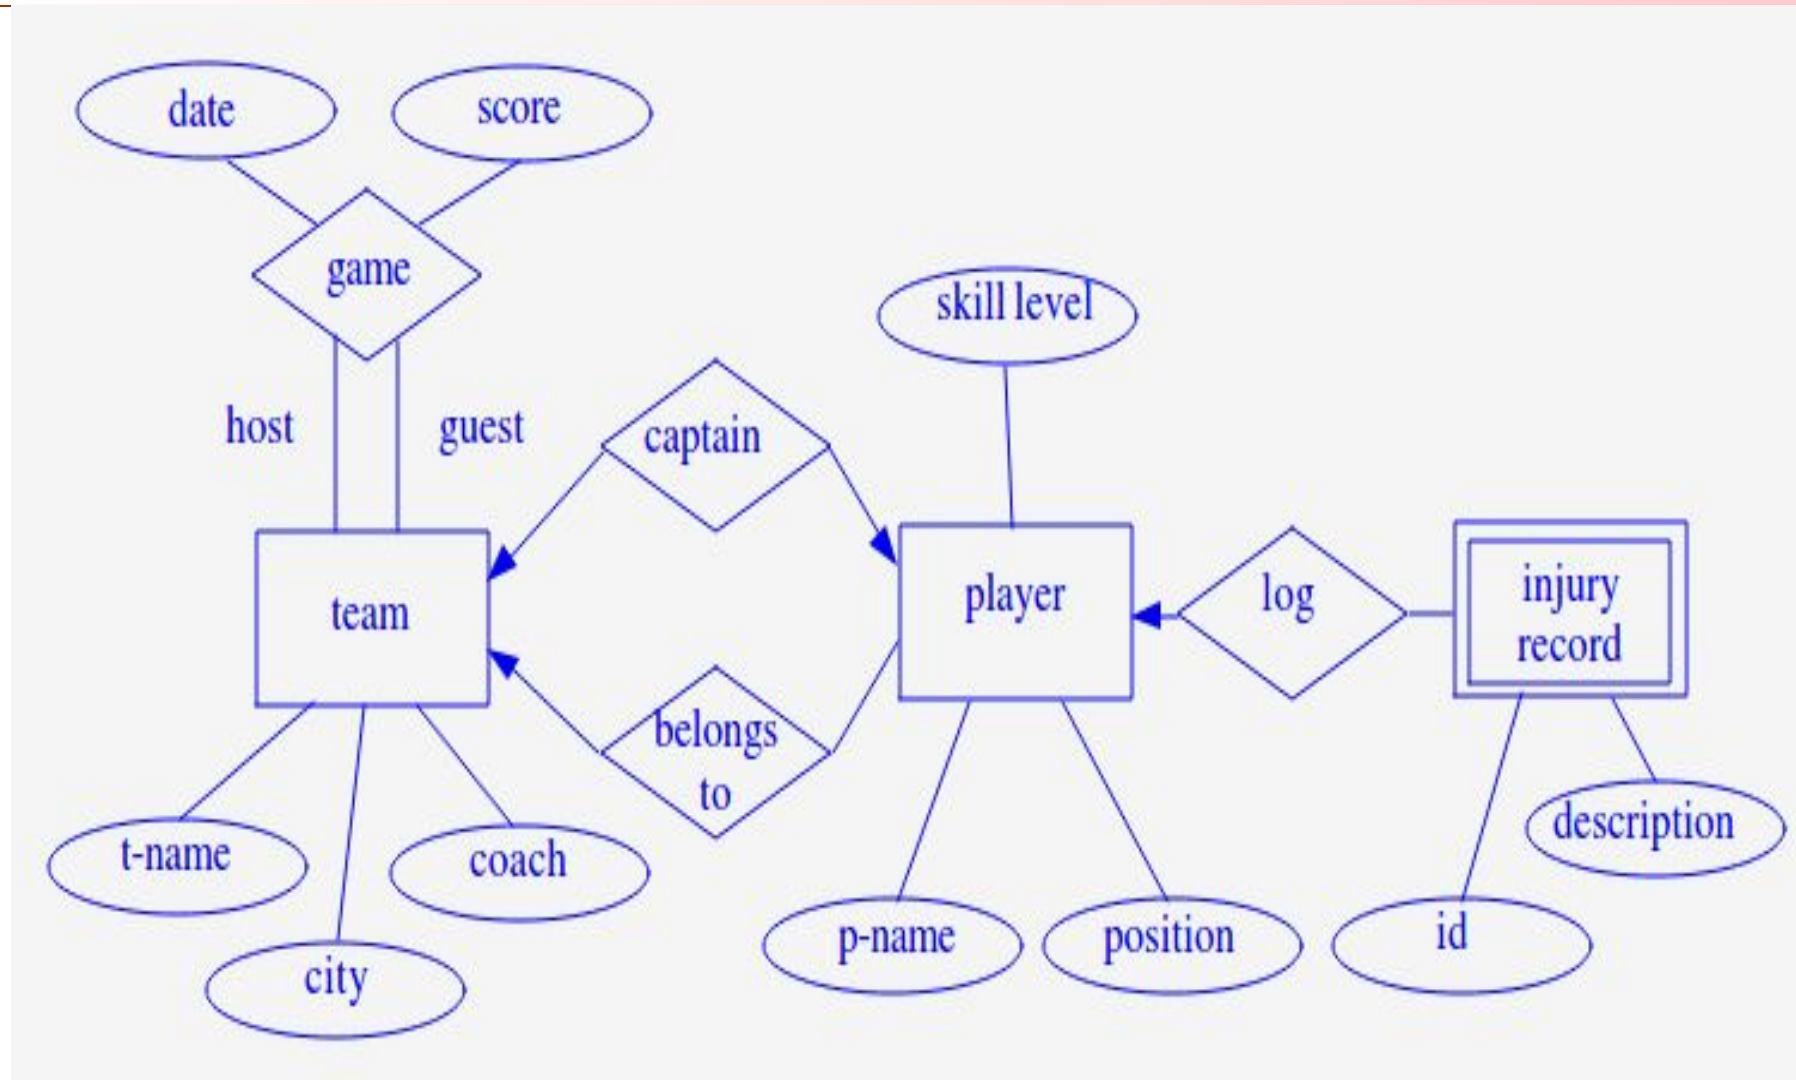 date
score
game
skill level
host
guest
captain
team
player
log
injury
record
belongs
to
t-name
coach
city
p-name
position
id
description